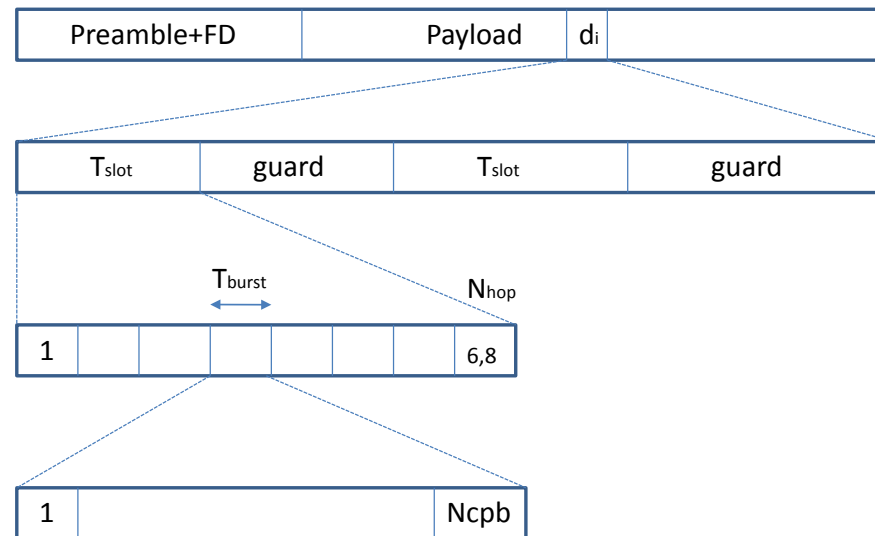 Preamble+FD Payload di
Tslot guard Tslot guard
Tburst Nhop
1 6,8
1 Ncpb